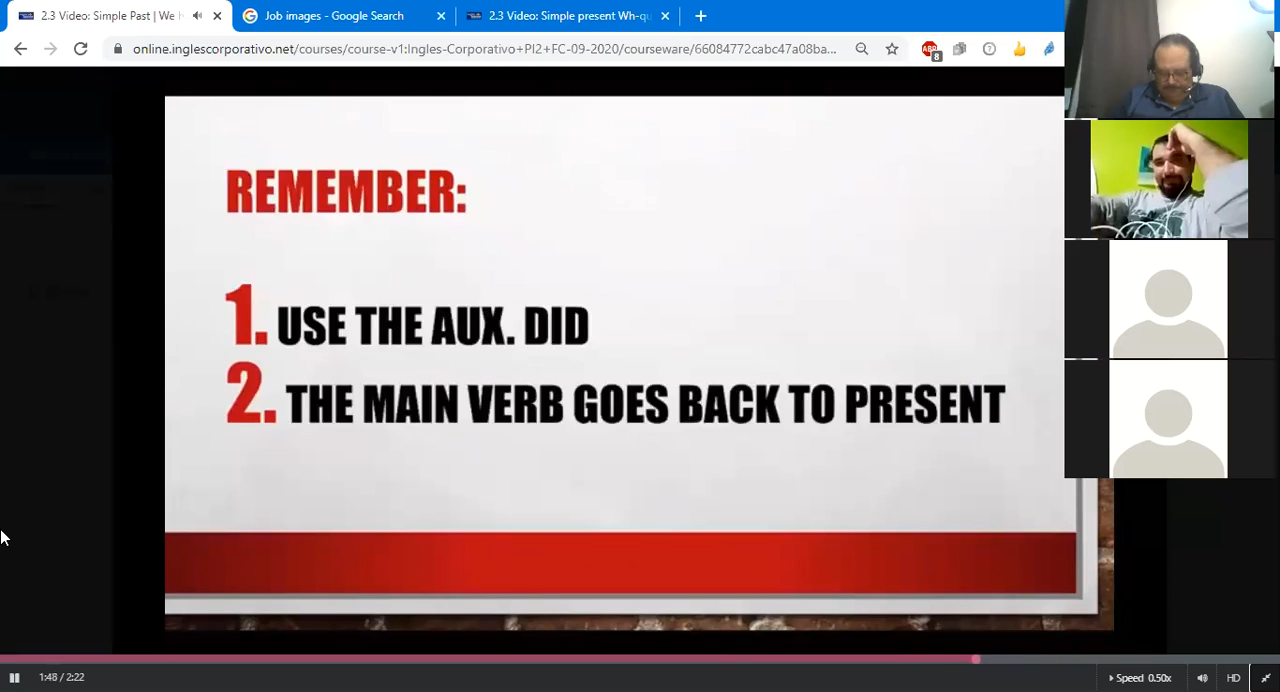 2.3 Video: Simple Past | We h
Job images - Google Search
2.3 Video: Simple present Wh-qu
online.inglescorporativo.net/courses/course-v1:Ingles-Corporativo+PI2+FC-09-2020/courseware/66084772cabc47a08ba...
ABP
8
REMEMBER:
1. USE THE AUX. DID
2. THE MAIN VERB GOES BACK TO PRESENT
1:48 / 2:22
Speed 0.50x
HD